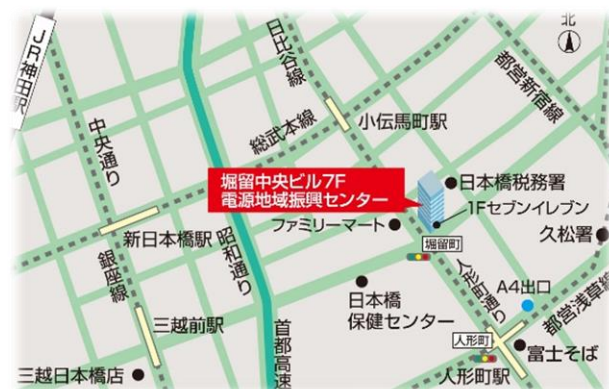 北
JR神田駅
日比谷線
都営新宿線
中央通り
総武本線
小伝馬町駅
堀留中央ビル7F
電源地域振興センター
日本橋税務署
1Fセブンイレブン
ファミリーマート
久松署
新日本橋駅
昭和通り
堀留町
人形町通り
銀座線
A4出口
都営浅草線
日本橋
保健センター
三越前駅
首都高速
人形町
富士そば
三越日本橋店
人形町駅